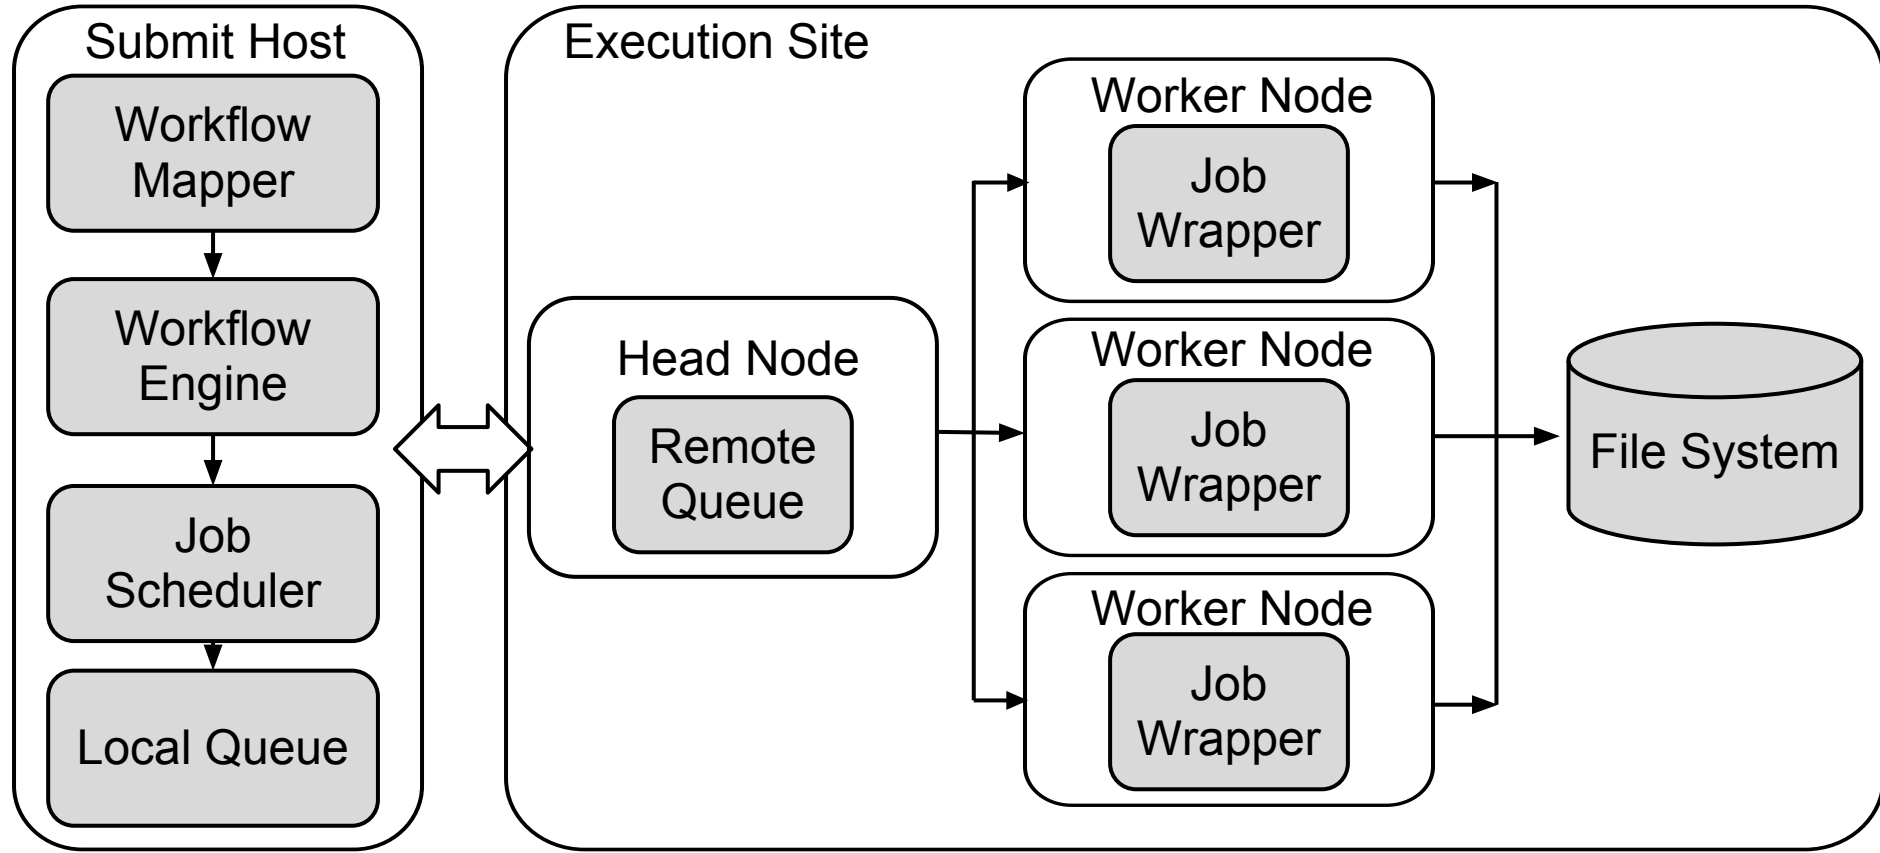 Submit Host
Workflow
Mapper
Workflow
Engine
Job
Scheduler
Local Queue
Execution Site
Head Node
Remote
Queue
Worker Node
Job
Wrapper
Worker Node
Job
Wrapper
Worker Node
Job
Wrapper
File System